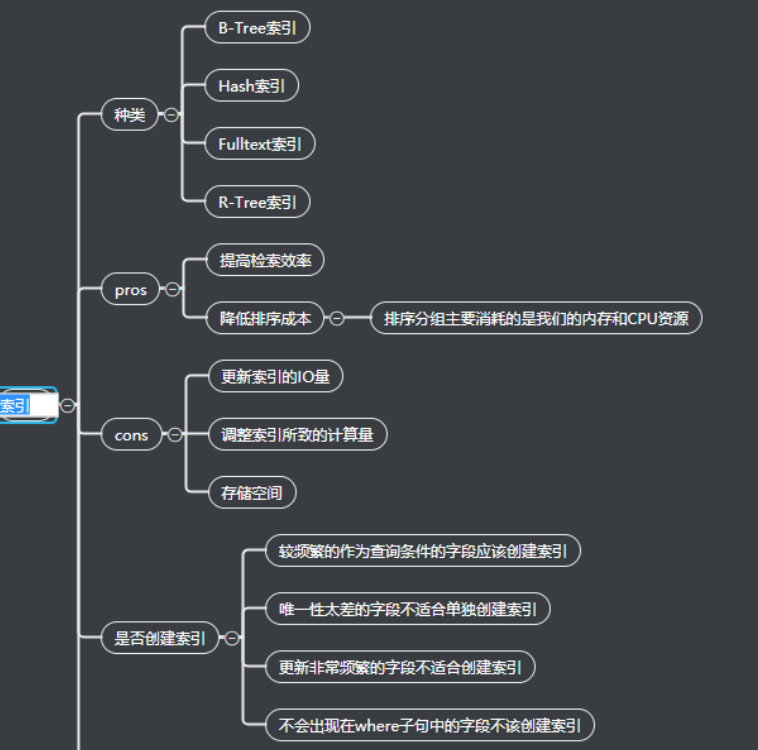 种类
B-Tree索引
Hash索引
Fulltext索引
R-Tree索引
pros
提高检索效率
降低排序成本
排序分组主要消耗的是我们的内存和CPU资源
索引
cons
更新索引的IO量
调整索引所致的计算量
存储空间
是否创建索引
较频繁的作为查询条件的字段应该创建索引
唯一性太差的字段不适合单独创建索引
更新非常频繁的字段不适合创建索引
不会出现在where子句中的字段不该创建索引